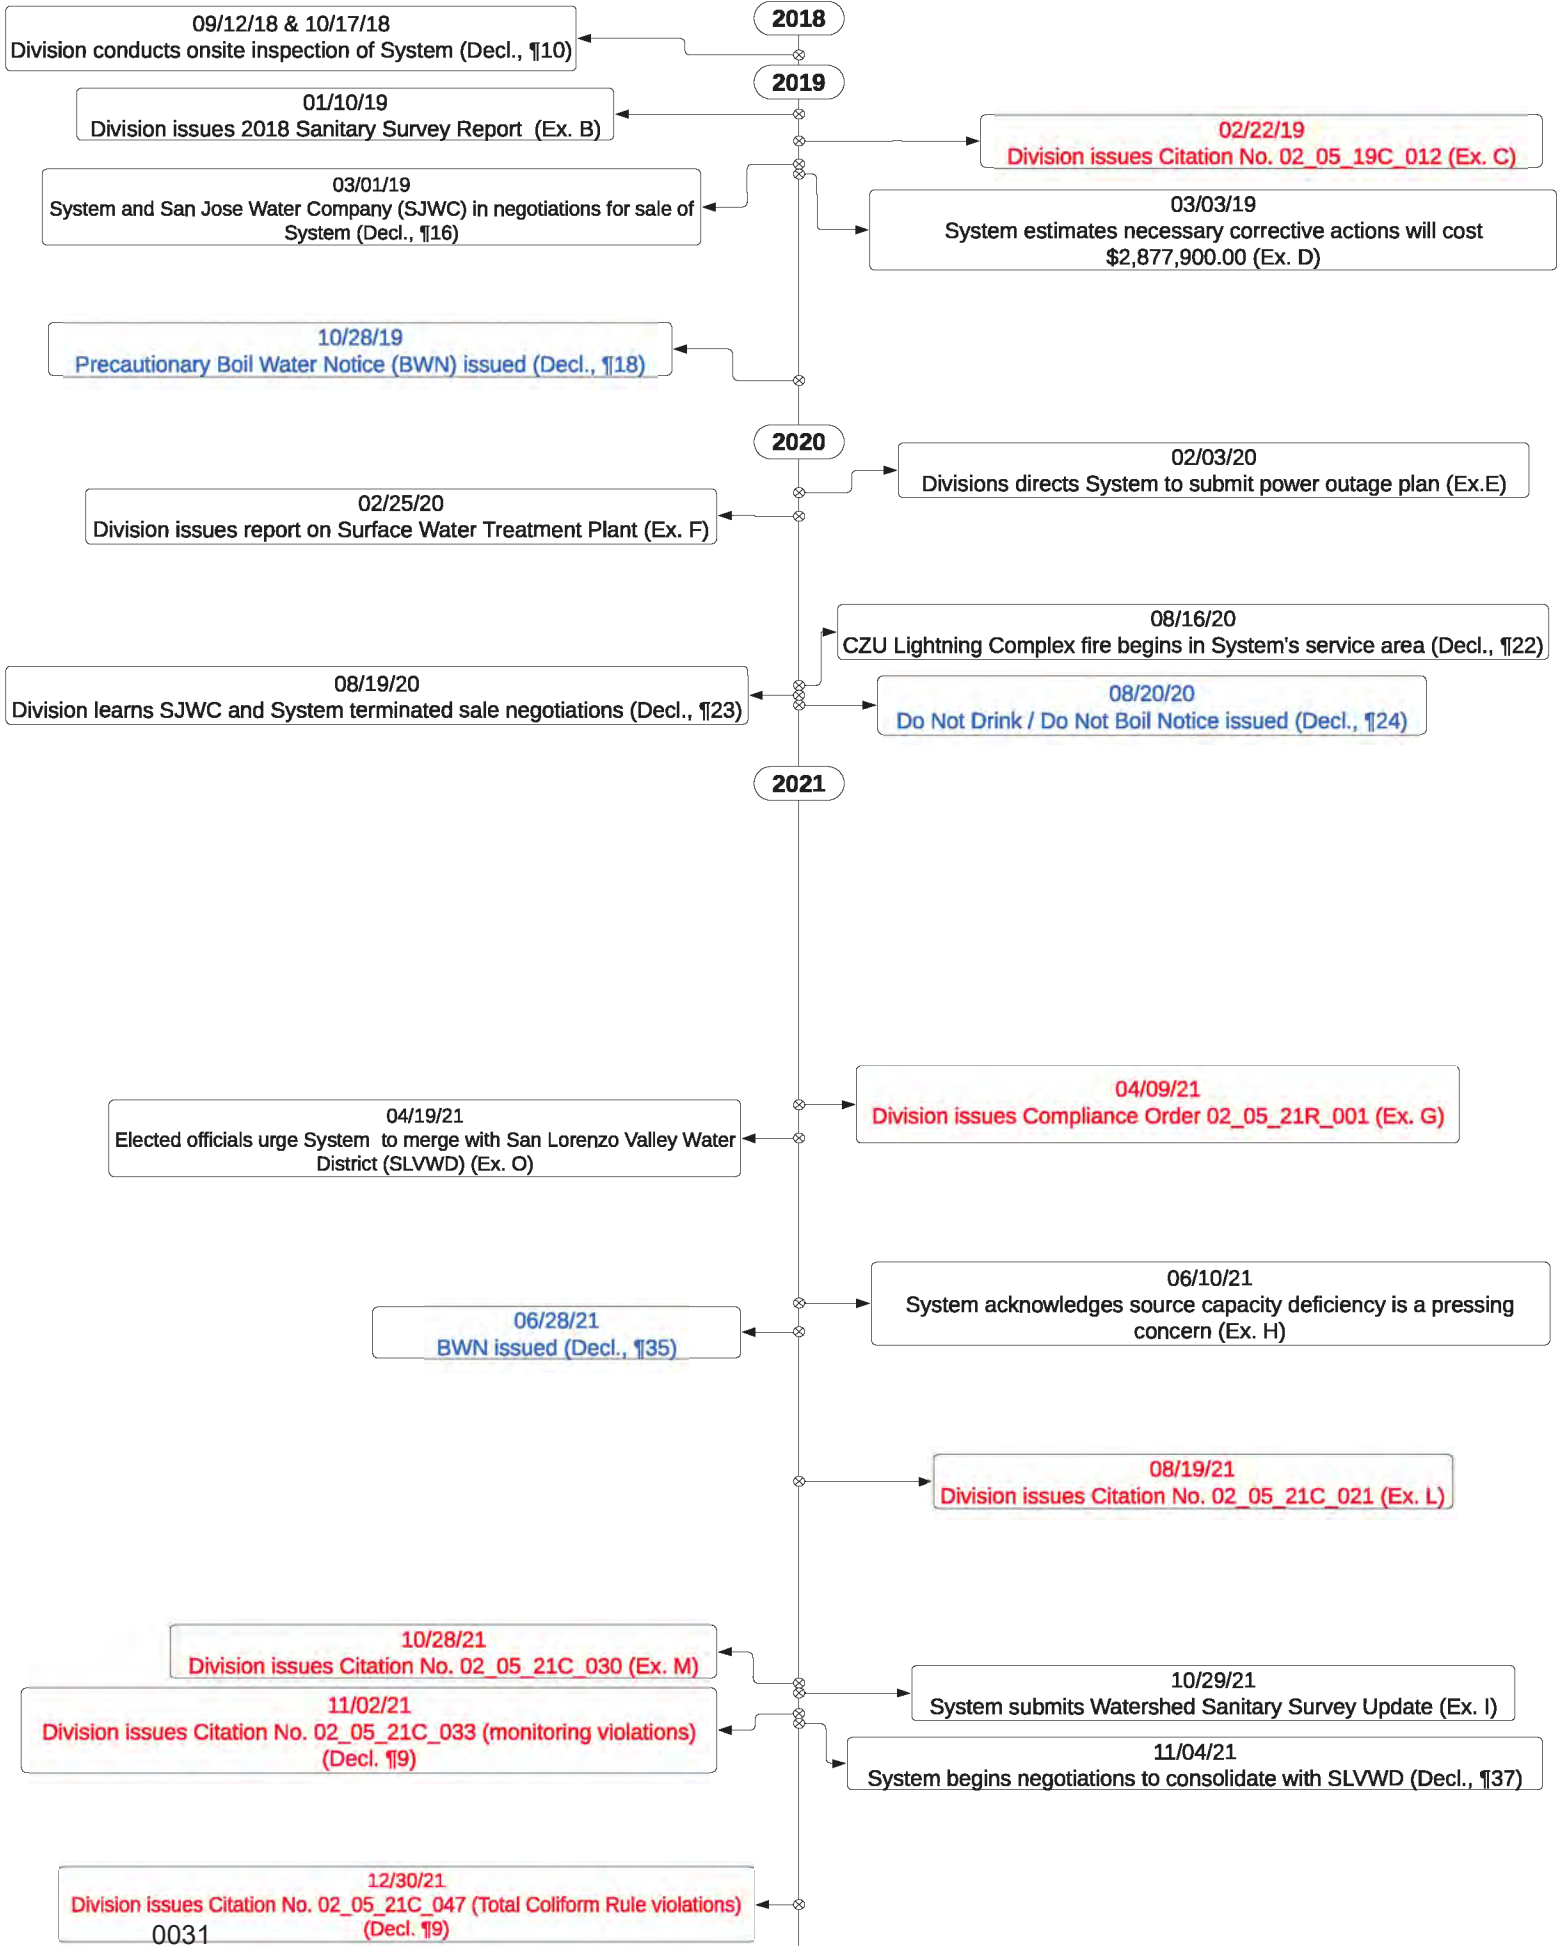 2018
09/12/18 & 10/17/18
Division conducts onsite inspection of System (Decl., ¶10)
2019
01/10/19
Division issues 2018 Sanitary Survey Report  (Ex. B)
02/22/19
Division issues Citation No. 02_05_19C_012 (Ex. C)
03/01/19
System and San Jose Water Company (SJWC) in negotiations for sale of
System (Decl., ¶16)
03/03/19
System estimates necessary corrective actions will cost
$2,877,900.00 (Ex. D)
10/28/19
Precautionary Boil Water Notice (BWN) issued (Decl., ¶18)
2020
02/03/20
Divisions directs System to submit power outage plan (Ex.E)
02/25/20
Division issues report on Surface Water Treatment Plant (Ex. F)
08/16/20
CZU Lightning Complex fire begins in System's service area (Decl., ¶22)
08/19/20
Division learns SJWC and System terminated sale negotiations (Decl., ¶23)
08/20/20
Do Not Drink / Do Not Boil Notice issued (Decl., ¶24)
2021
04/09/21
Division issues Compliance Order 02_05_21R_001 (Ex. G)
04/19/21
Elected officials urge System  to merge with San Lorenzo Valley Water
District (SLVWD) (Ex. O)
06/10/21
System acknowledges source capacity deficiency is a pressing
concern (Ex. H)
06/28/21
BWN issued (Decl., ¶35)
08/19/21
Division issues Citation No. 02_05_21C_021 (Ex. L)
10/28/21
Division issues Citation No. 02_05_21C_030 (Ex. M)
10/29/21
System submits Watershed Sanitary Survey Update (Ex. I)
11/02/21
Division issues Citation No. 02_05_21C_033 (monitoring violations)
(Decl. ¶9)
11/04/21
System begins negotiations to consolidate with SLVWD (Decl., ¶37)
12/30/21
Division issues Citation No. 02_05_21C_047 (Total Coliform Rule violations)
(Decl. ¶9)
0031